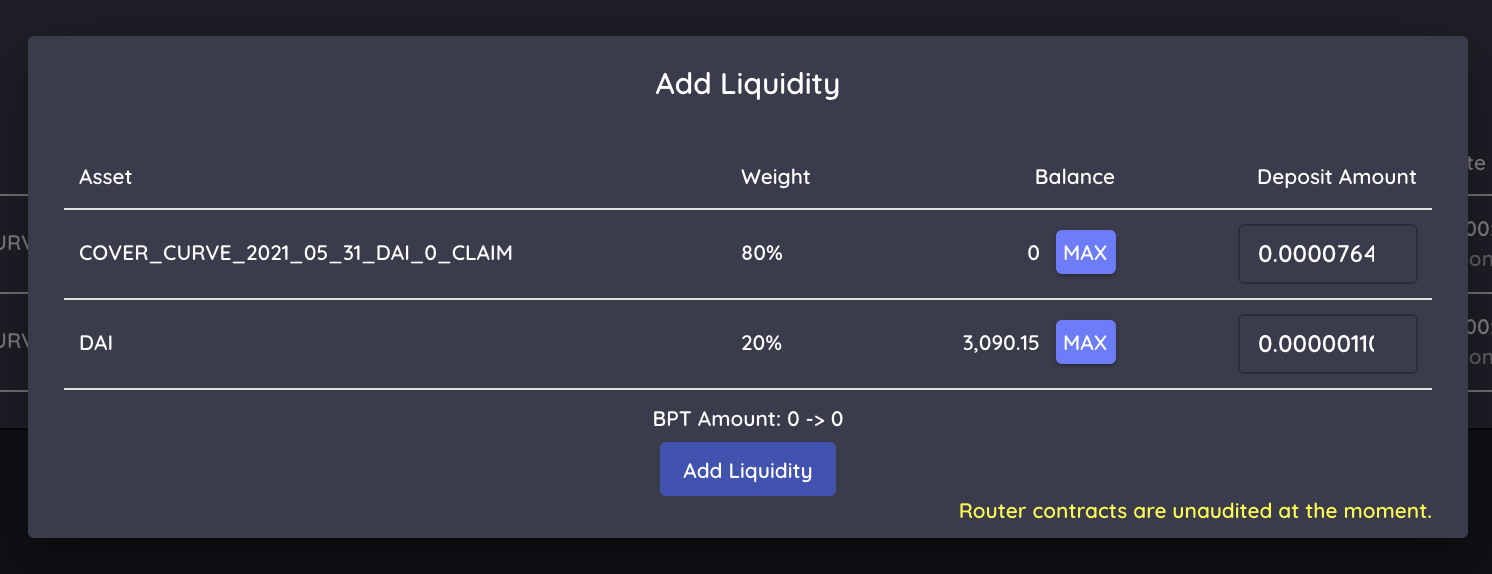 Add Liquidity
Asset Weight Balance Deposit Amount
COVER_CURVE_2021_05_31_DAI_0_CLAIM 80% 0 MAX 0.0000764
DAI 20% 3,090.15 MAX 0.0000011
BPT Amount: 0 -> 0
Add Liquidity
Router contracts are unaudited at the moment.